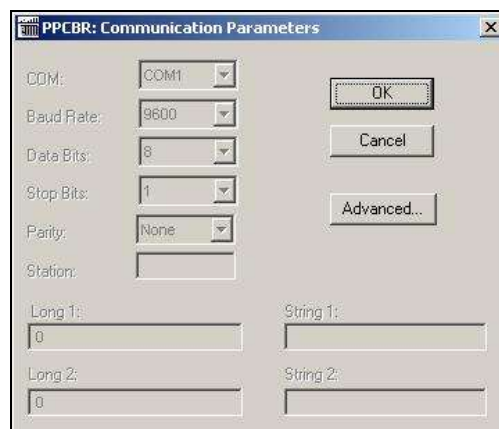 PPCBR: Communication Parameters
COM: COM1
Baud Rate: 9600
Data Bits: 8
Stop Bits: 1
Parity: None
Station:
OK
Cancel
Advanced...
Long 1: String 1:
0
Long 2: String 2:
0